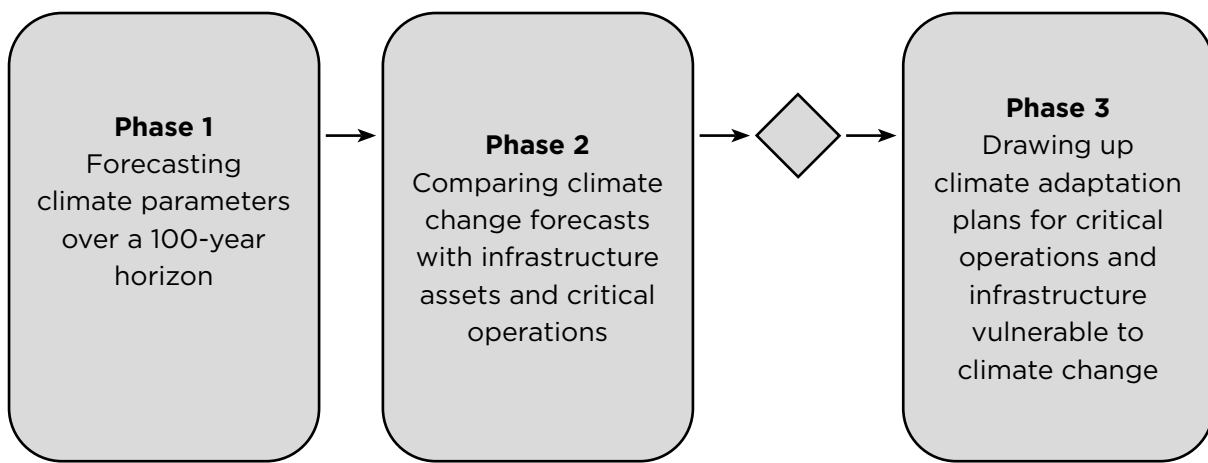 Phase 1
Forecasting
climate parameters
over a 100-year
horizon
Phase 2
Comparing climate
change forecasts
with infrastructure
assets and critical
operations
Phase 3
Drawing up
climate adaptation
plans for critical
operations and
infrastructure
vulnerable to
climate change